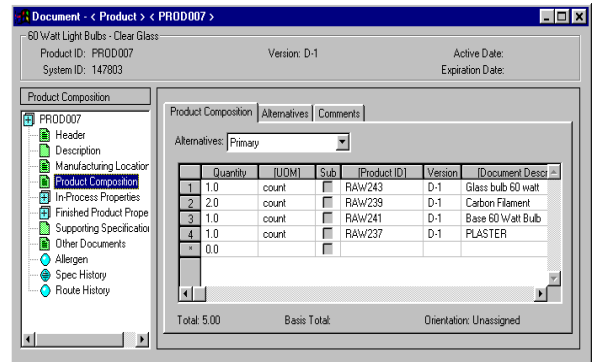 Document - < Product > < PROD007 >
60 Watt Light Bulbs - Clear Glass
Product ID: PROD007 Version: D-1 Active Date:
System ID: 147803 Expiration Date:
Product Composition
PROD007
Header
Description
Manufacturing Location
Product Composition
In-Process Properties
Finished Product Prope
Supporting Specification
Other Documents
Allergen
Spec History
Route History
Product Composition Alternatives Comments
Alternatives: Primary
Quantity [UOM] Sub [Product ID] Version [Document Descr
1 1.0 count RAW243 D-1 Glass bulb 60 watt
2 2.0 count RAW239 D-1 Carbon Filament
3 1.0 count RAW241 D-1 Base 60 Watt Bulb
4 1.0 count RAW237 D-1 PLASTER
* 0.0
Total: 5.00 Basis Total: Orientation: Unassigned